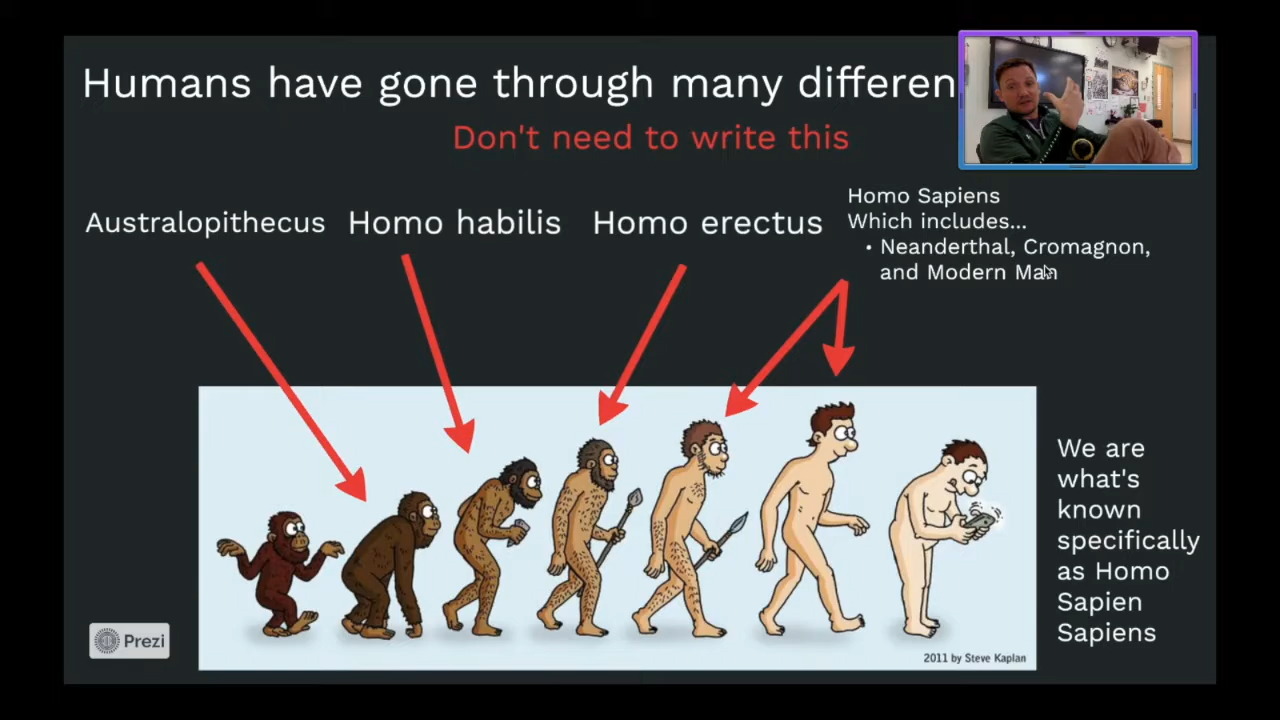 Humans have gone through many differen
Don't need to write this
Australopithecus
Homo habilis
Homo erectus
Homo Sapiens
Which includes...
• Neanderthal, Cromagnon,
and Modern Man
We are
what's
known
specifically
as Homo
Sapien
Sapiens
Prezi
2011 by Steve Kaplan